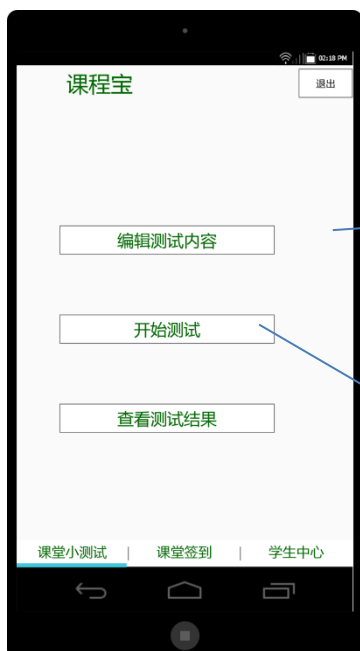 02:18 PM
课程宝
退出
编辑测试内容
开始测试
查看测试结果
课堂小测试 | 课堂签到 | 学生中心